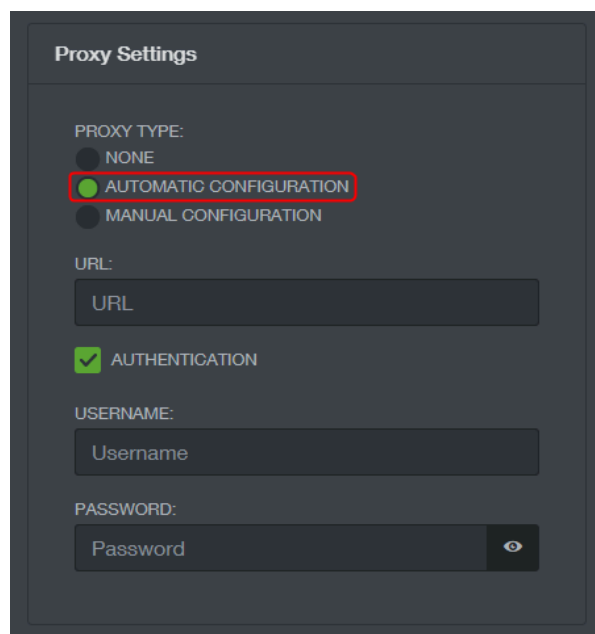 Proxy Settings
PROXY TYPE:
NONE
AUTOMATIC CONFIGURATION
MANUAL CONFIGURATION
URL:
URL
AUTHENTICATION
USERNAME:
Username
PASSWORD:
Password